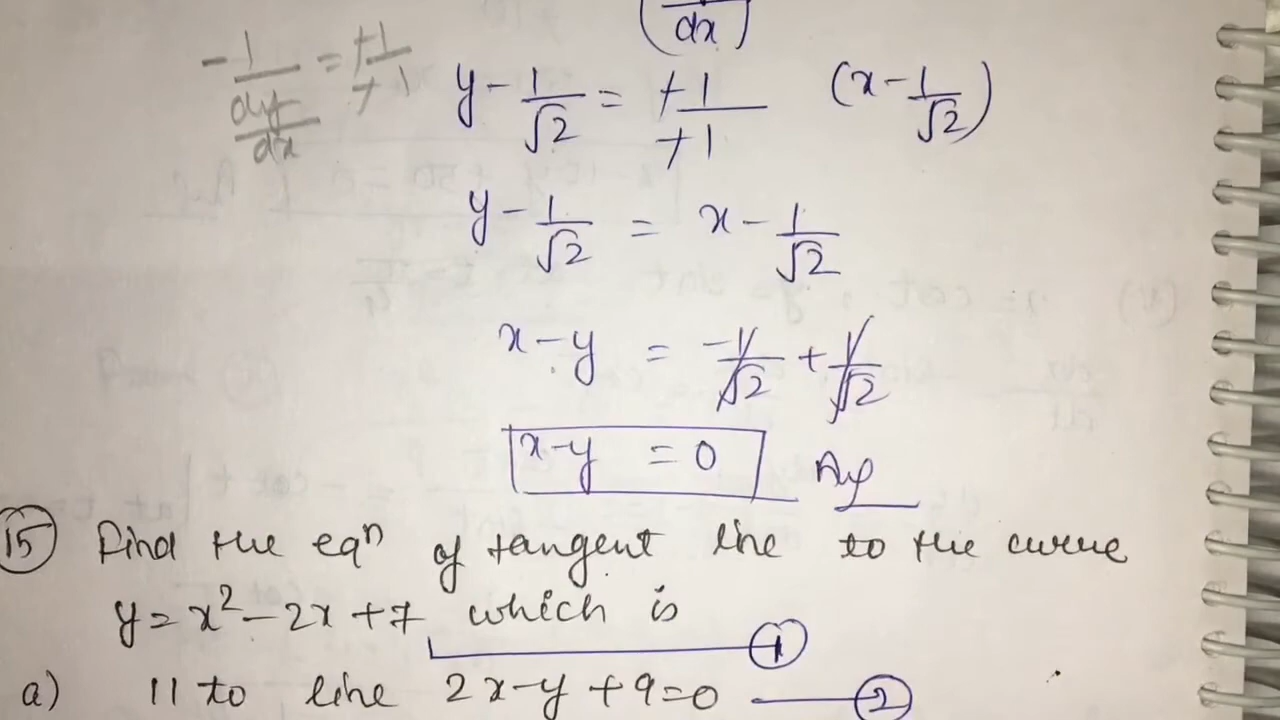 dx
-1/(dy/dx) = +1/+1
y - 1/√2 = +1/+1 (x - 1/√2)
y - 1/√2 = x - 1/√2
x - y = -1/√2 + 1/√2
x-y = 0
15 Find the eqⁿ of tangent line to the curve
y = x² - 2x + 7 which is
1
a) 11 to line 2x - y + 9 = 0 2